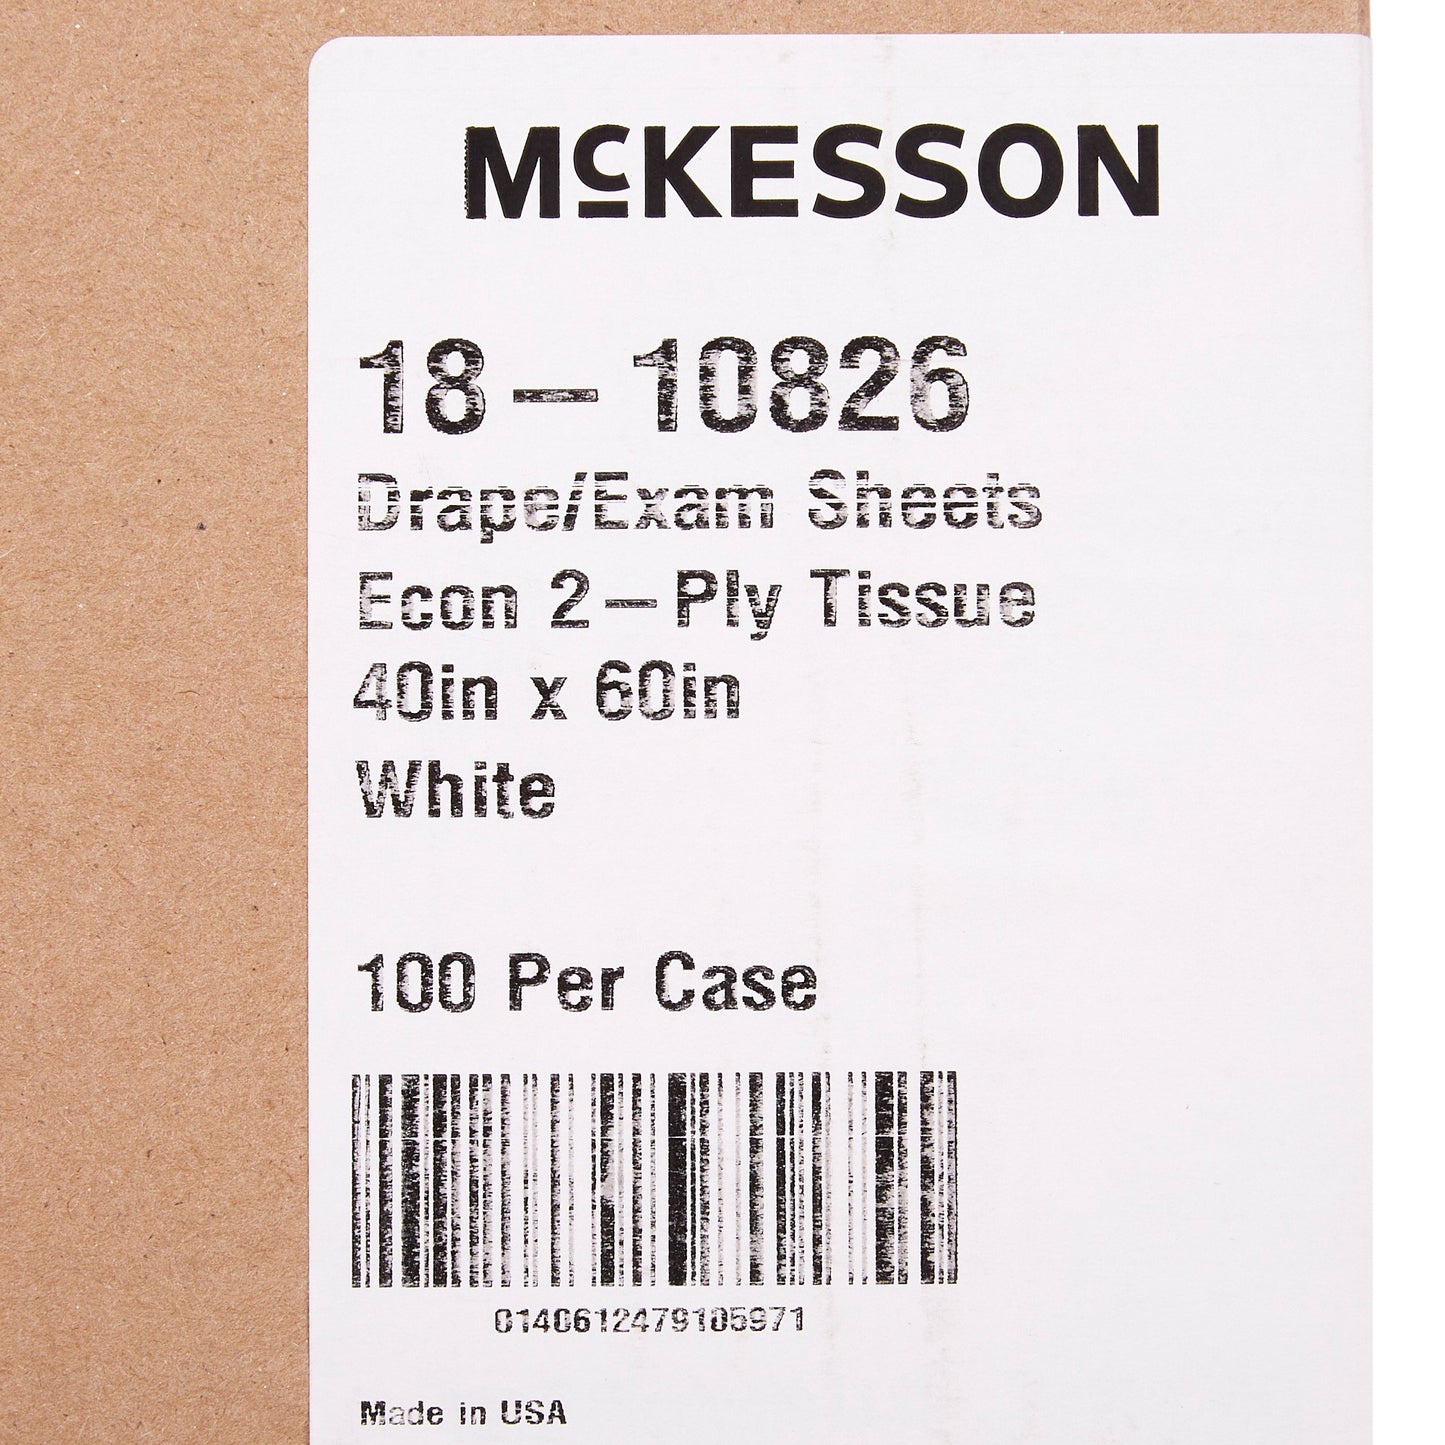 McKESSON
18-10826
Drape/Exam Sheets
Econ 2-Ply Tissue
40in x 60in
White
100 Per Case
0140612479105971
Made in USA